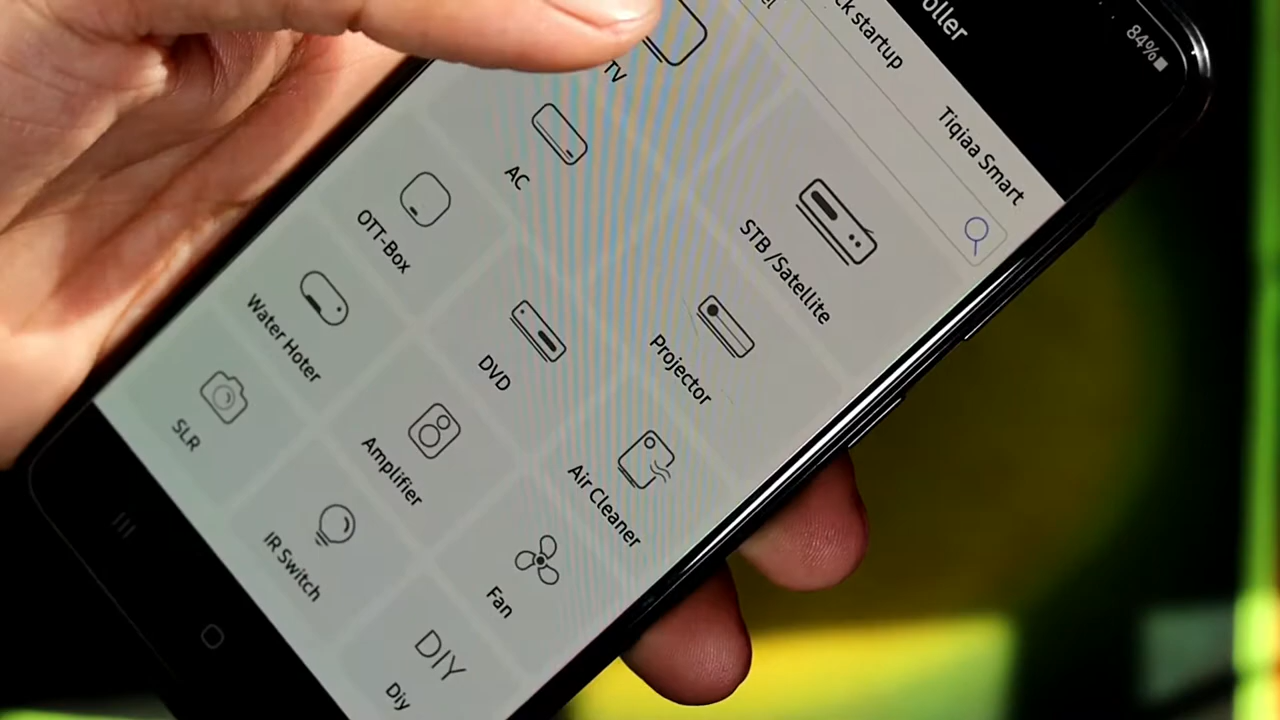 84%
oller
ck startup
Tiqiaa Smart
TV
STB /Satellite
AC
Projector
OTT-Box
DVD
Air Cleaner
Water Hoter
Amplifier
Fan
SLR
IR Switch
DIY
Diy